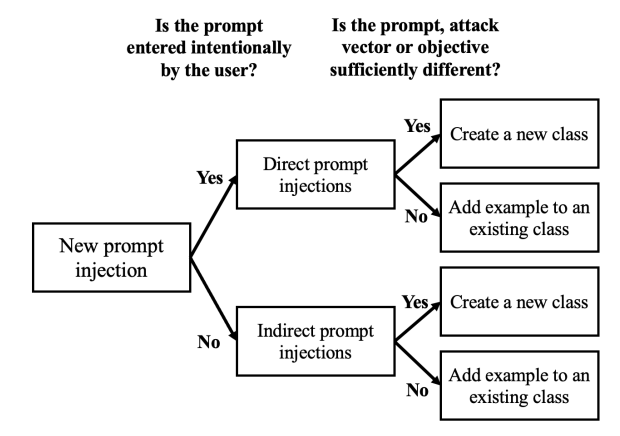 Is the prompt
entered intentionally
by the user?
Is the prompt, attack
vector or objective
sufficiently different?
New prompt
injection
Yes
No
Direct prompt
injections
Yes
No
Create a new class
Add example to an
existing class
Indirect prompt
injections
Yes
No
Create a new class
Add example to an
existing class